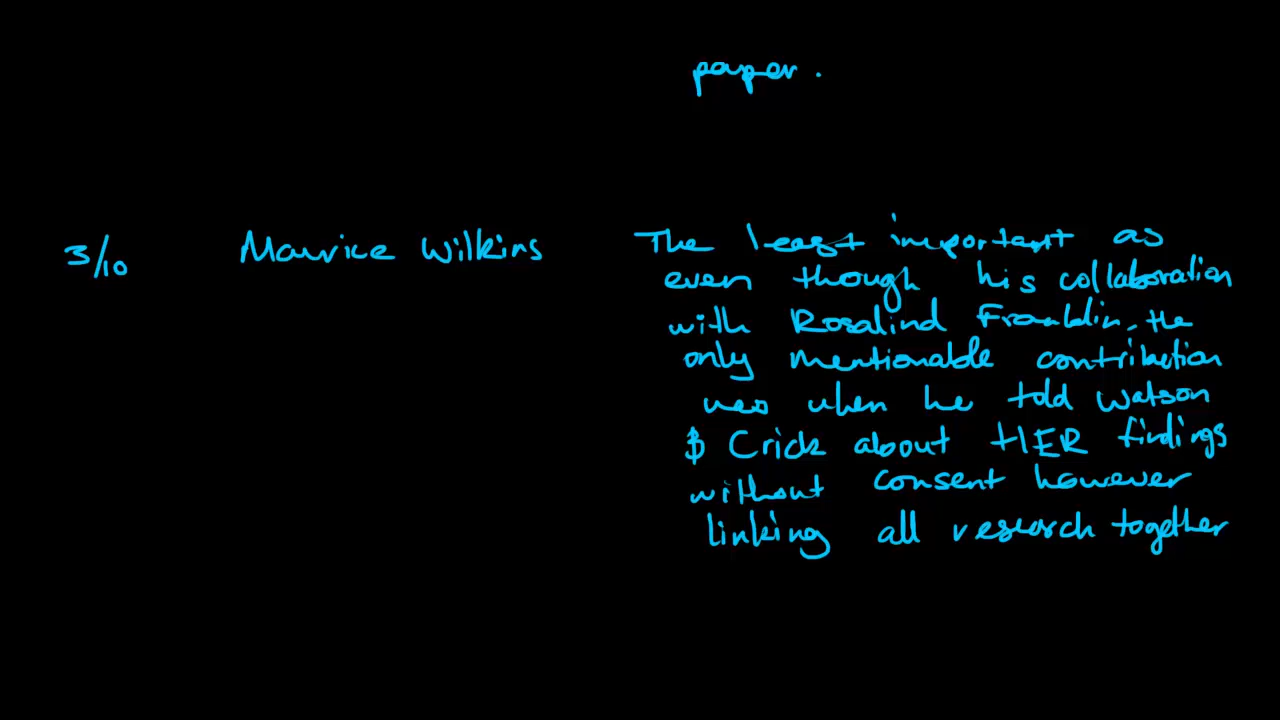 paper.
3/10 Maurice Wilkins The least important as
even though his collaboration
with Rosalind Franklin, the
only mentionable contribution
was when he told Watson
& Crick about HER findings
without consent however
linking all research together